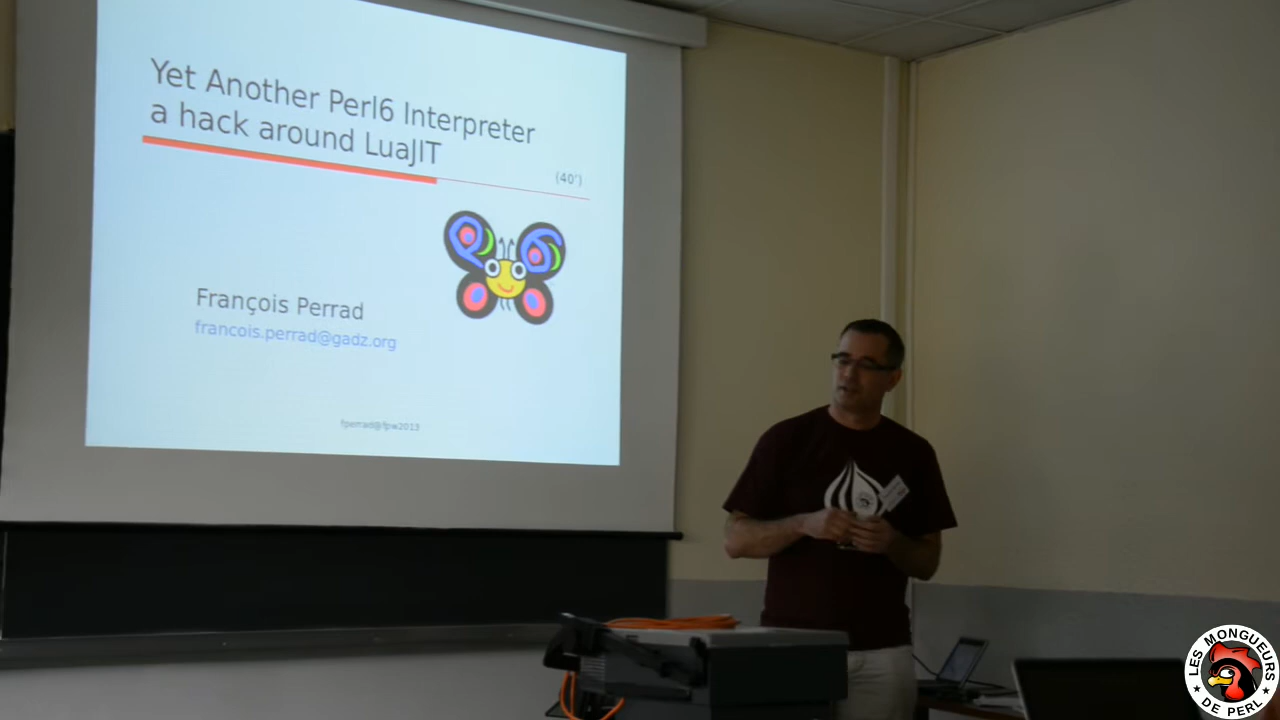 Yet Another Perl6 Interpreter
a hack around LuaJIT
(40')
François Perrad
francois.perrad@gadz.org
fperrad@fpw2013
LES MONGUEURS
DE PERL